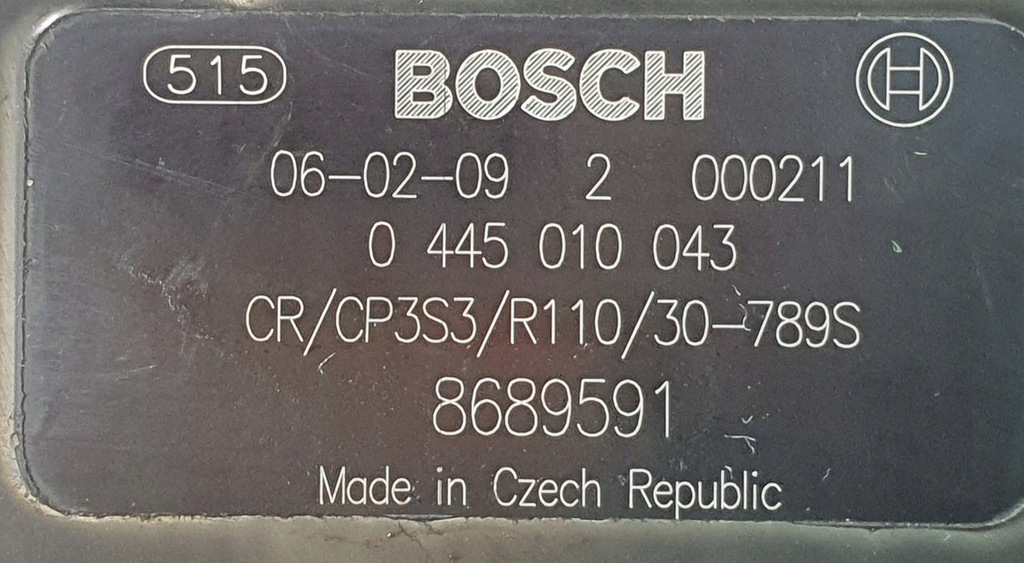 515 BOSCH
06-02-09 2 000211
0 445 010 043
CR/CP3S3/R110/30-789S
8689591
Made in Czech Republic